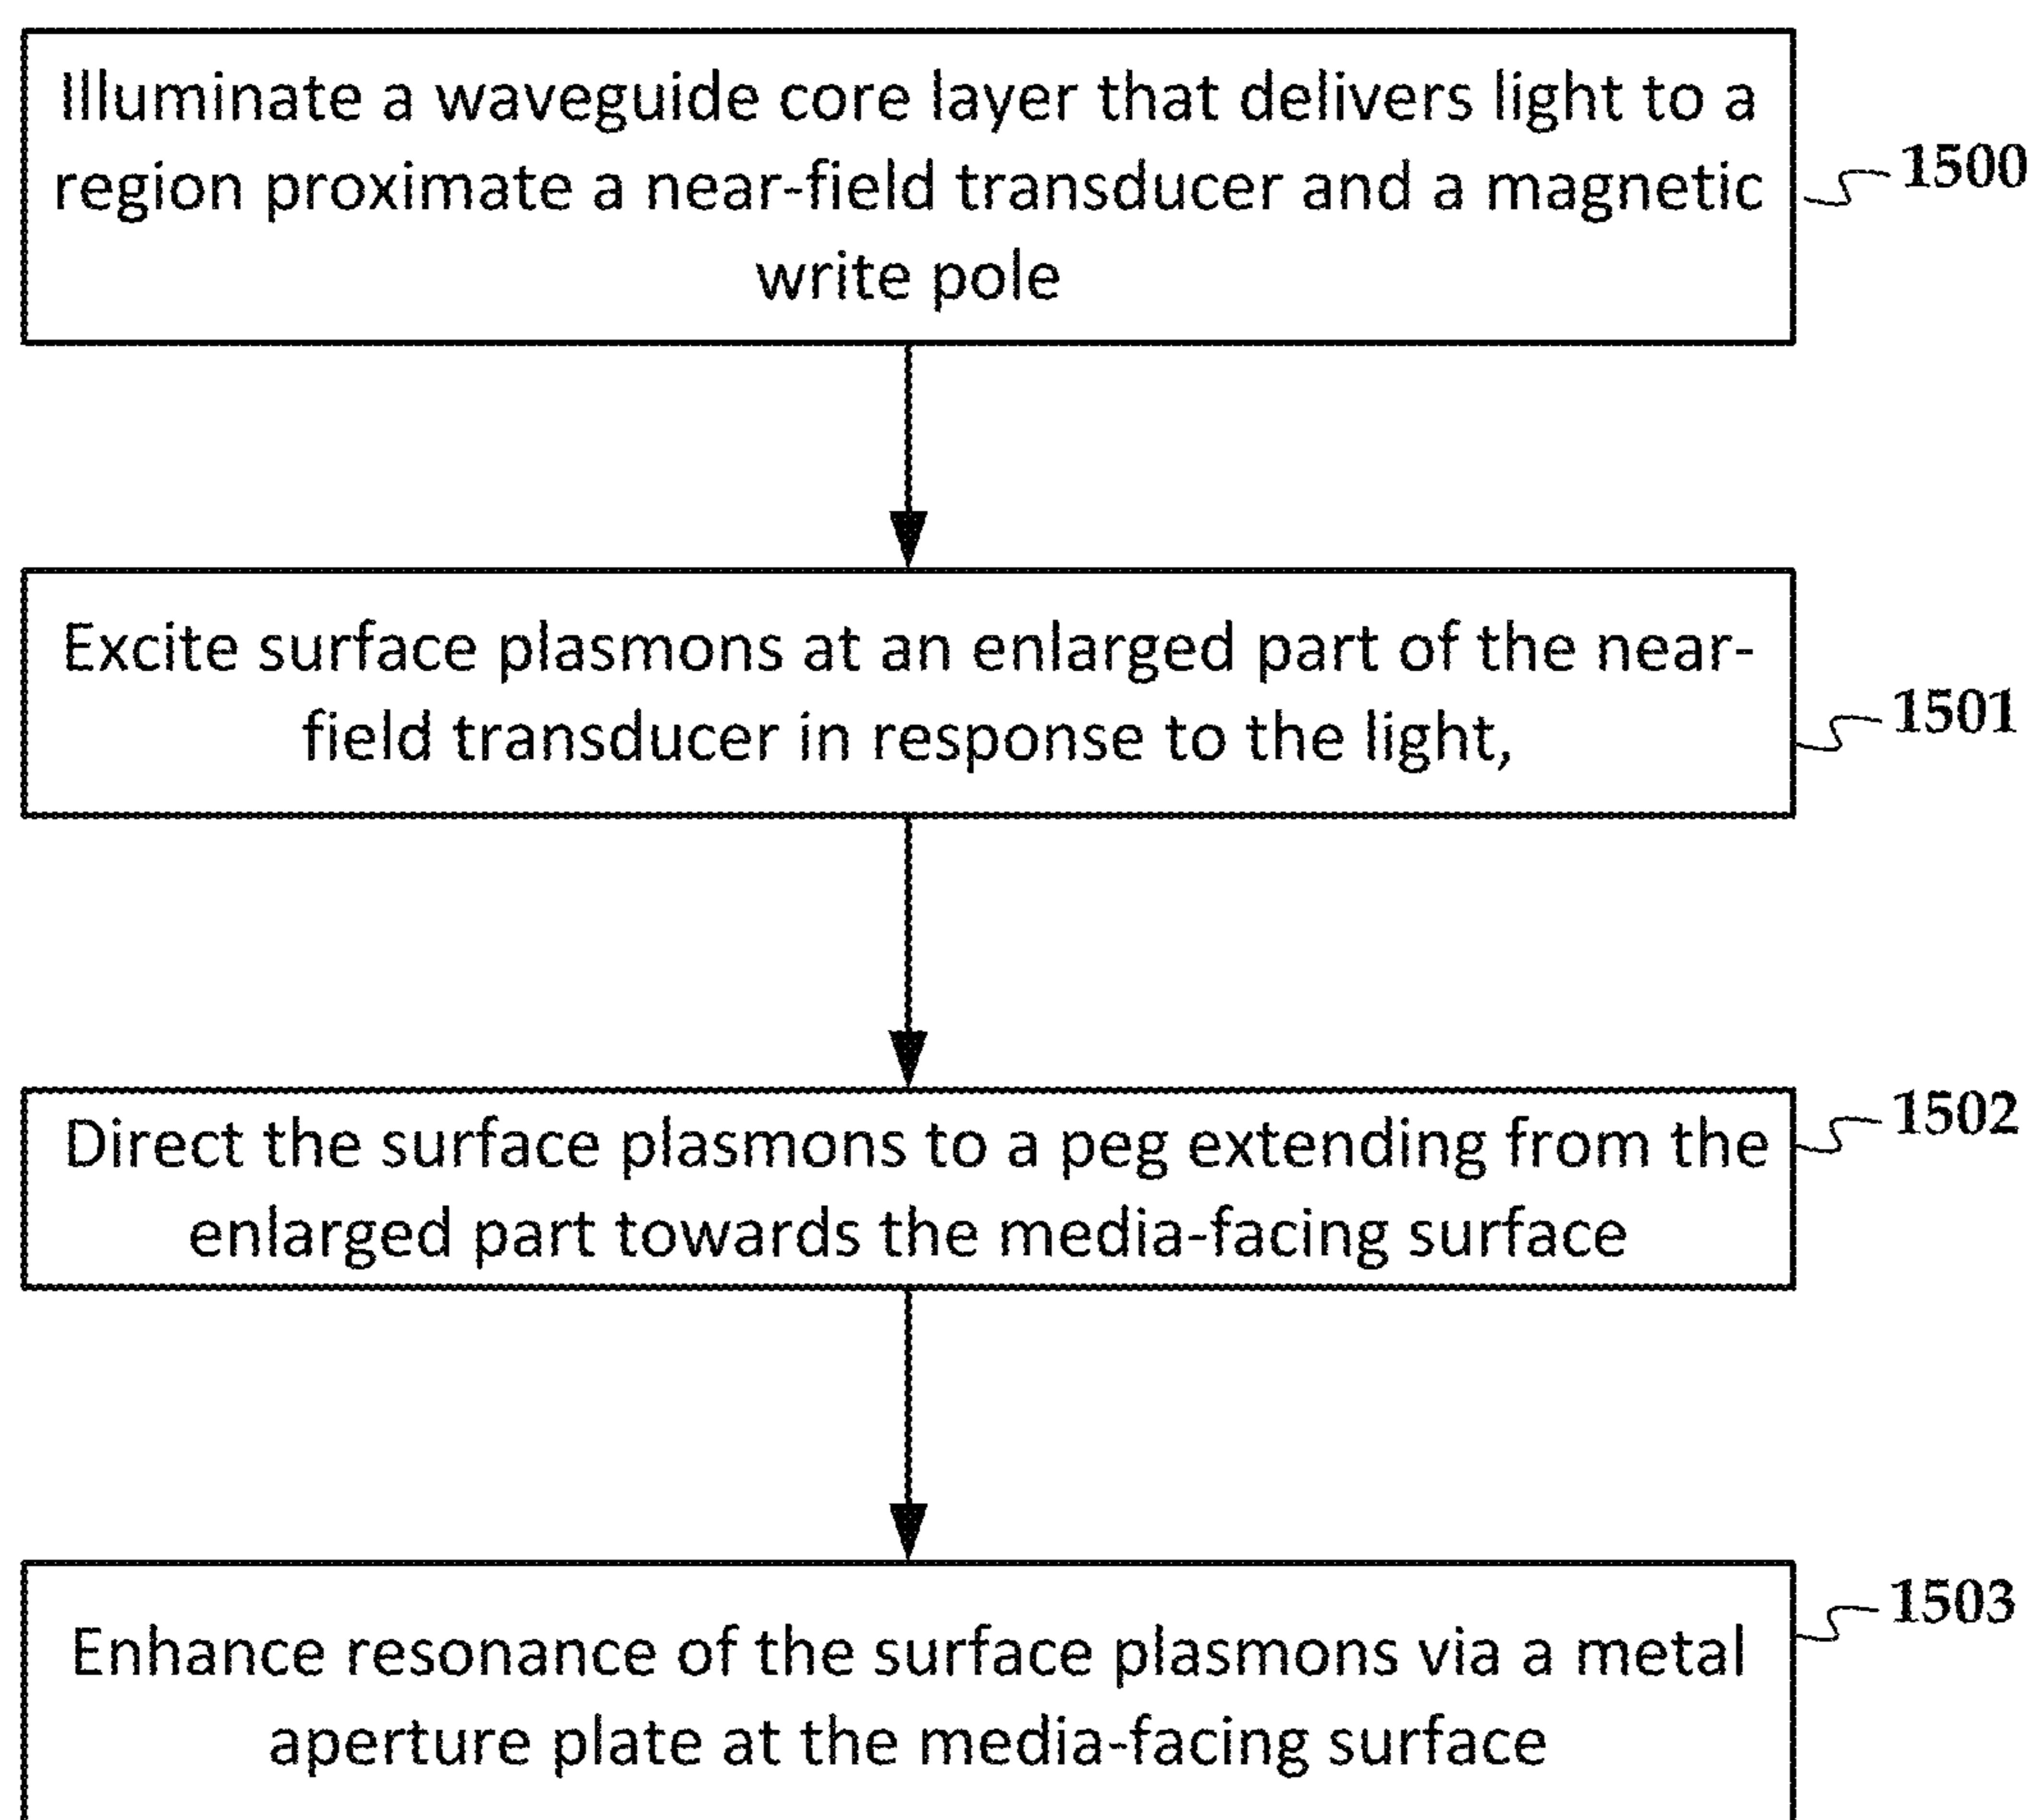 Illuminate a waveguide core layer that delivers light to a
region proximate a near-field transducer and a magnetic
write pole
1500
Excite surface plasmons at an enlarged part of the near-
field transducer in response to the light,
1501
Direct the surface plasmons to a peg extending from the
enlarged part towards the media-facing surface
1502
Enhance resonance of the surface plasmons via a metal
aperture plate at the media-facing surface
1503